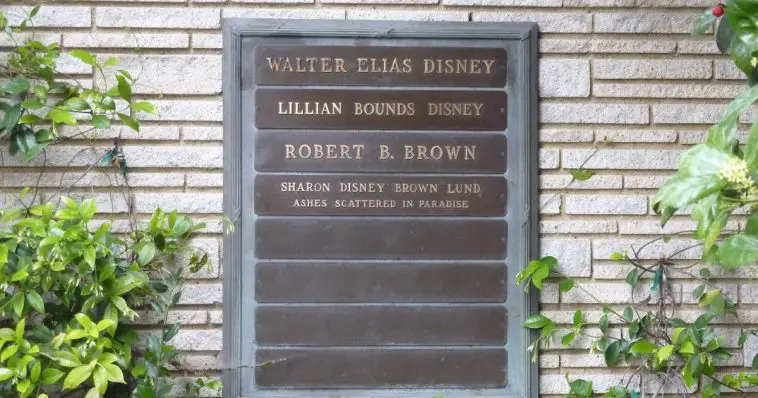 WALTER ELIAS DISNEY
LILLIAN BOUNDS DISNEY
ROBERT B. BROWN
SHARON DISNEY BROWN LUND
ASHES SCATTERED IN PARADISE